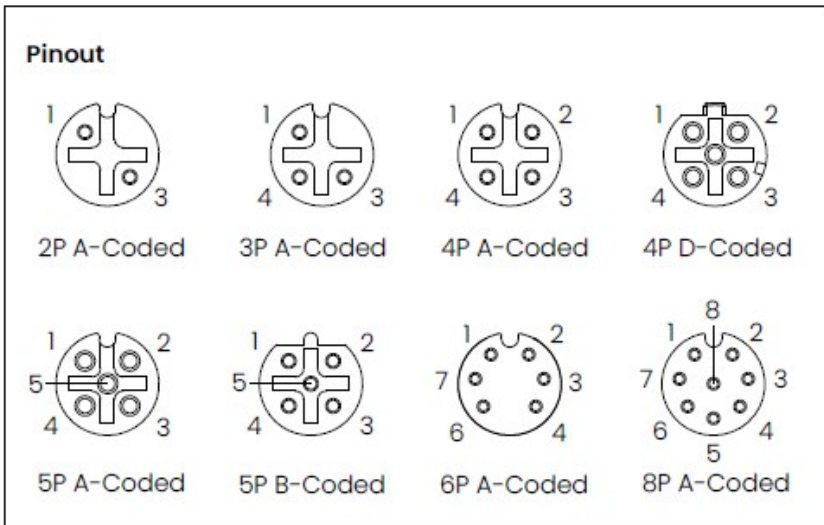 Pinout
1 1 1 2 1 2
3 4 3 4 3 4 3
2P A-Coded 3P A-Coded 4P A-Coded 4P D-Coded
8
1 2 1 2 1 2 1 2
5 5 7 3 7 3
4 3 4 3 6 4 6 4
5
5P A-Coded 5P B-Coded 6P A-Coded 8P A-Coded